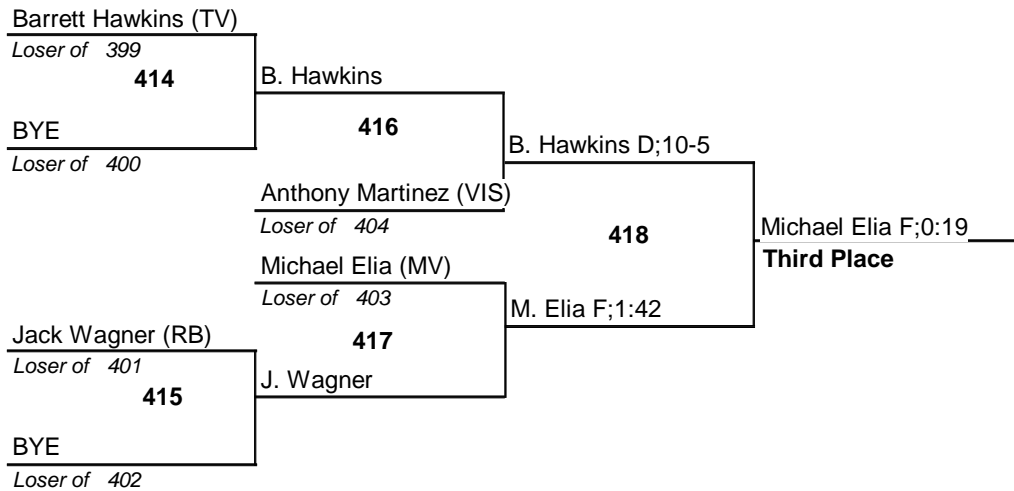 Barrett Hawkins (TV)
Loser of 399
414
B. Hawkins
BYE
Loser of 400
416
B. Hawkins D;10-5
Anthony Martinez (VIS)
Loser of 404
418
Michael Elia F;0:19
Third Place
Michael Elia (MV)
Loser of 403
M. Elia F;1:42
417
Jack Wagner (RB)
Loser of 401
415
J. Wagner
BYE
Loser of 402